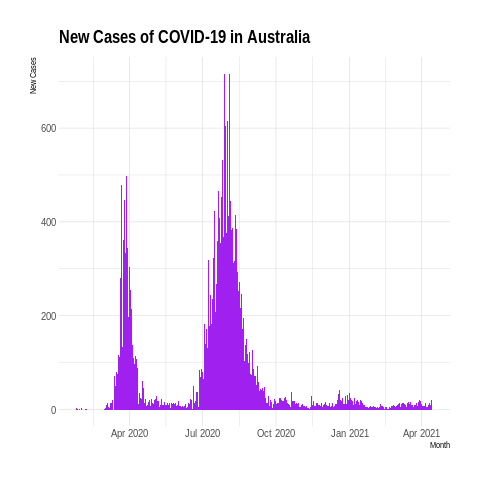 New Cases of COVID-19 in Australia
New Cases
600
400
200
0
Apr 2020 Jul 2020 Oct 2020 Jan 2021 Apr 2021
Month